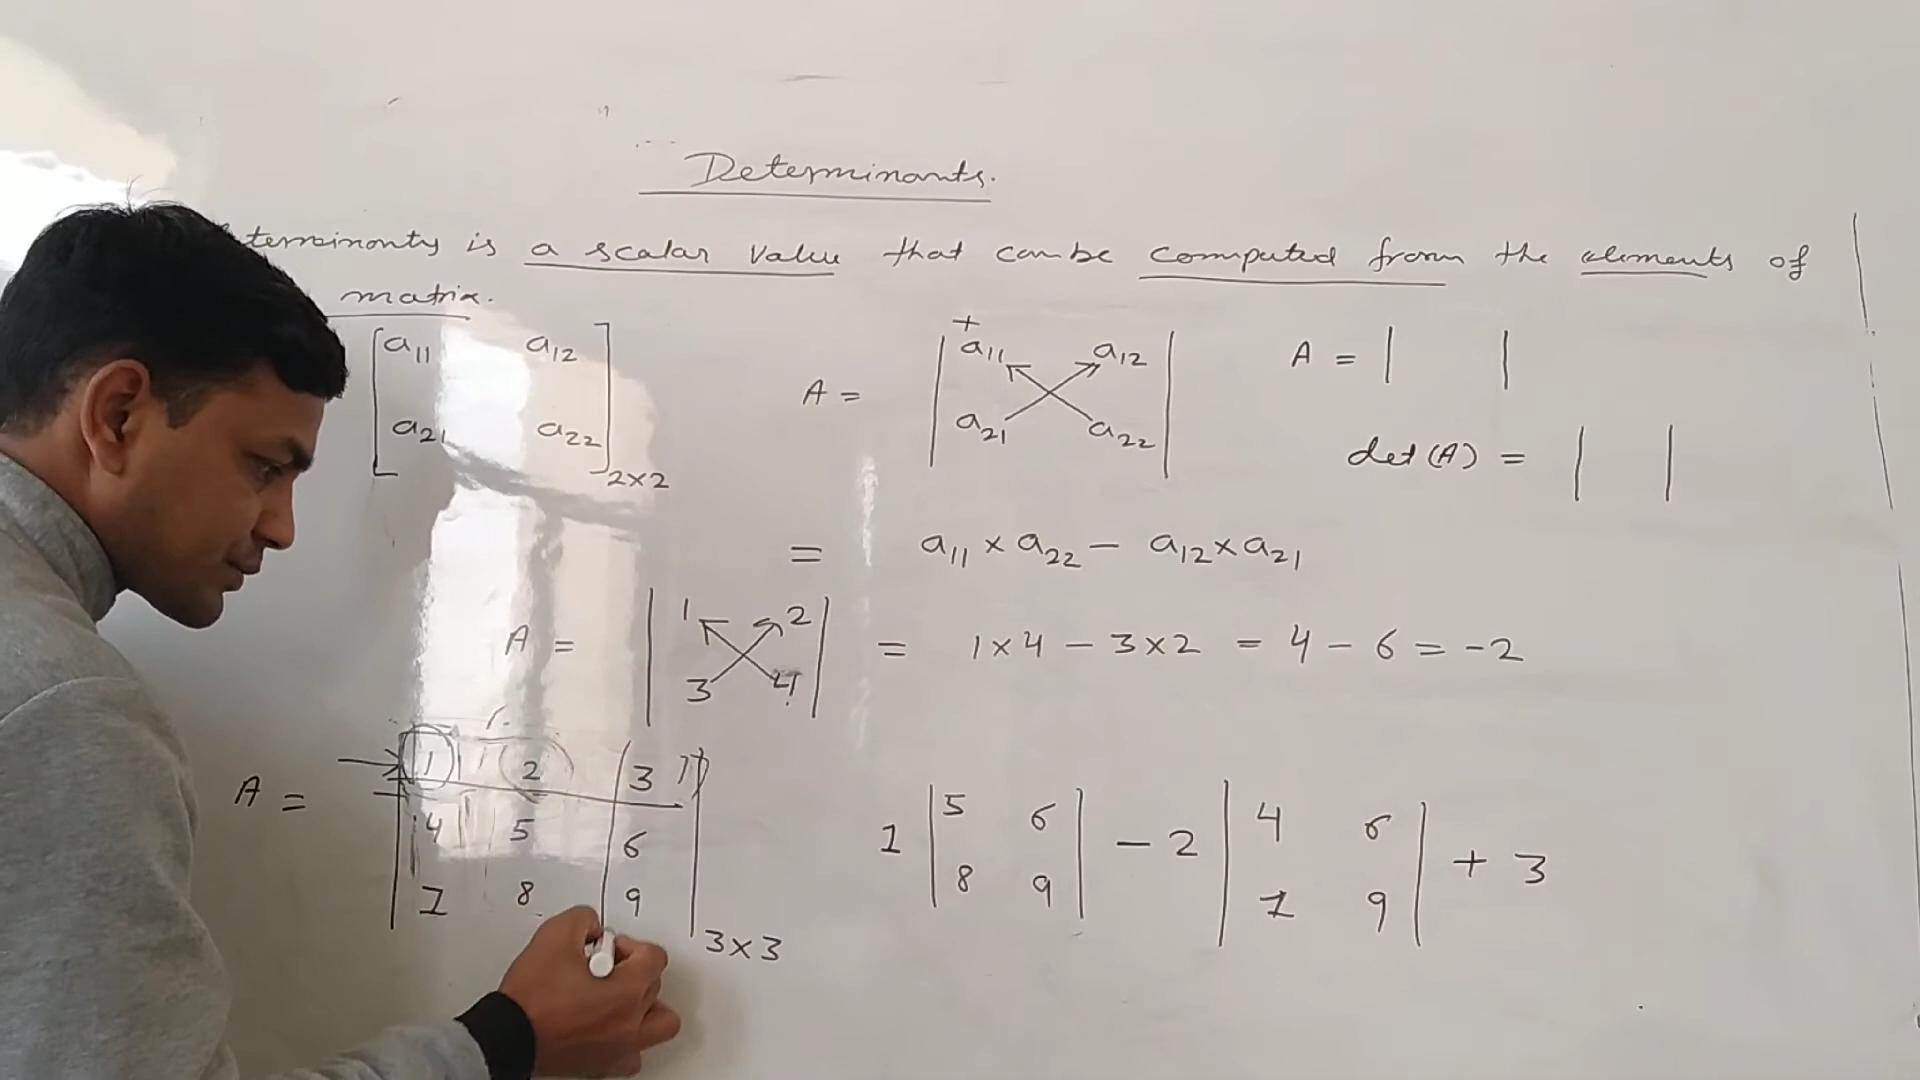 Determinants.
terminonts is a scalar value that can be computed from the elements of
matrix.
a11 a12
a21 a22 2×2
A = | +a11 a12 |
| a21 a22 |
A = | |
det (A) = | |
= a11 × a22 − a12 × a21
A = | 1 2 | = 1×4 − 3×2 = 4 − 6 = −2
| 3 4 |
A = | 1 2 3 |
| 4 5 6 |
| 7 8 9 | 3×3
1 | 5 6 | − 2 | 4 6 | + 3
| 8 9 | | 7 9 |